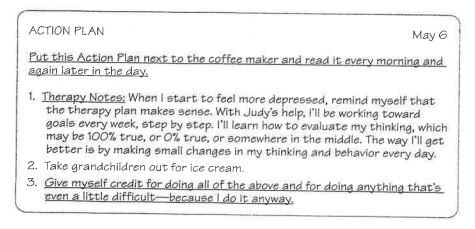 ACTION PLAN
May 6
Put this Action Plan next to the coffee maker and read it every morning and
again later in the day.
1. Therapy Notes: When I start to feel more depressed, remind myself that
the therapy plan makes sense. With Judy's help, I'll be working toward
goals every week, step by step. I'll learn how to evaluate my thinking, which
may be 100% true, or 0% true, or somewhere in the middle. The way I'll get
better is by making small changes in my thinking and behavior every day.
2. Take grandchildren out for ice cream.
3. Give myself credit for doing all of the above and for doing anything that's
even a little difficult—because I do it anyway.